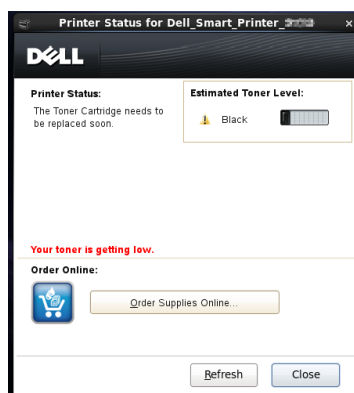 Printer Status for Dell_Smart_Printer_
DELL
Printer Status:
The Toner Cartridge needs to
be replaced soon.
Estimated Toner Level:
Black
Your toner is getting low.
Order Online:
Order Supplies Online...
Refresh
Close